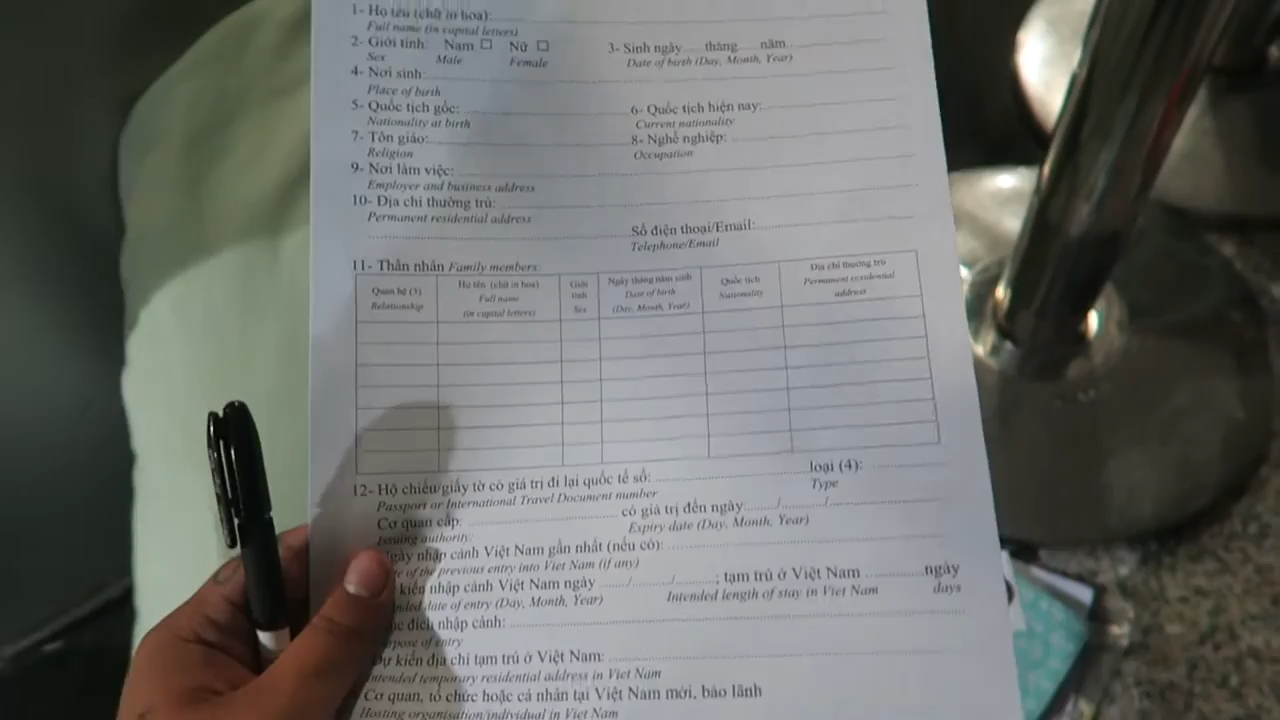 1- Họ tên (chữ in hoa):
Full name (in capital letters)
2- Giới tính: Nam □ Nữ □ 3- Sinh ngày tháng năm
Sex Male Female Date of birth (Day, Month, Year)
4- Nơi sinh:
Place of birth
5- Quốc tịch gốc: 6- Quốc tịch hiện nay:
Nationality at birth Current nationality
7- Tôn giáo: 8- Nghề nghiệp:
Religion Occupation
9- Nơi làm việc:
Employer and business address
10- Địa chỉ thường trú:
Permanent residential address
Số điện thoại/Email:
Telephone/Email
11- Thân nhân Family members:
Quan hệ (3)
Relationship
Họ tên (chữ in hoa)
Full name
(in capital letters)
Giới
tính
Sex
Ngày tháng năm sinh
Date of birth
(Day, Month, Year)
Quốc tịch
Nationality
Địa chỉ thường trú
Permanent residential
address
12- Hộ chiếu/giấy tờ có giá trị đi lại quốc tế số: loại (4):
Passport or International Travel Document number Type
Cơ quan cấp: có giá trị đến ngày / /
Issuing authority: Expiry date (Day, Month, Year)
nhập cảnh Việt Nam gần nhất (nếu có):
of the previous entry into Viet Nam (if any)
kiến nhập cảnh Việt Nam ngày / / ; tạm trú ở Việt Nam ngày
date of entry (Day, Month, Year) Intended length of stay in Viet Nam days
đích nhập cảnh:
of entry
Dự kiến địa chỉ tạm trú ở Việt Nam:
Intended temporary residential address in Viet Nam
Cơ quan, tổ chức hoặc cá nhân tại Việt Nam mời, bảo lãnh
Hosting organisation/individual in Viet Nam